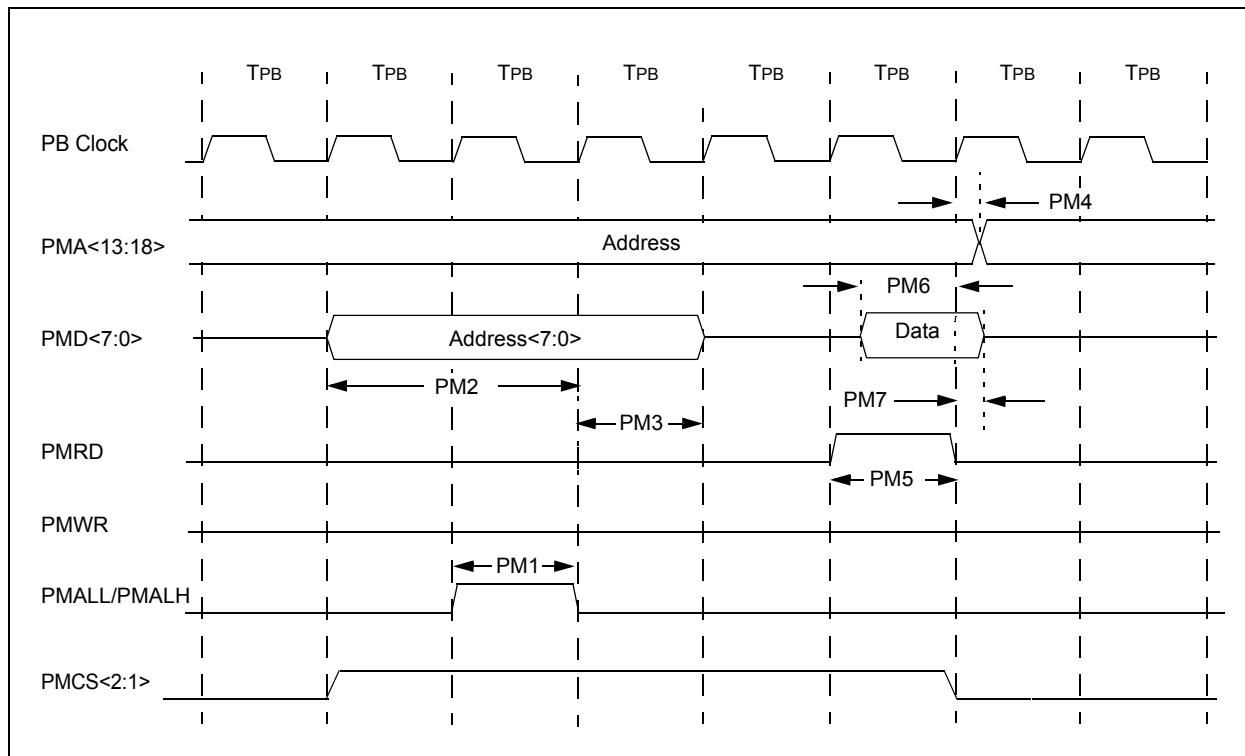 TPB TPB TPB TPB TPB TPB TPB TPB
PB Clock
PM4
PMA<13:18> Address
PM6
PMD<7:0> Address<7:0> Data
PM2 PM7
PM3
PMRD
PM5
PMWR
PM1
PMALL/PMALH
PMCS<2:1>